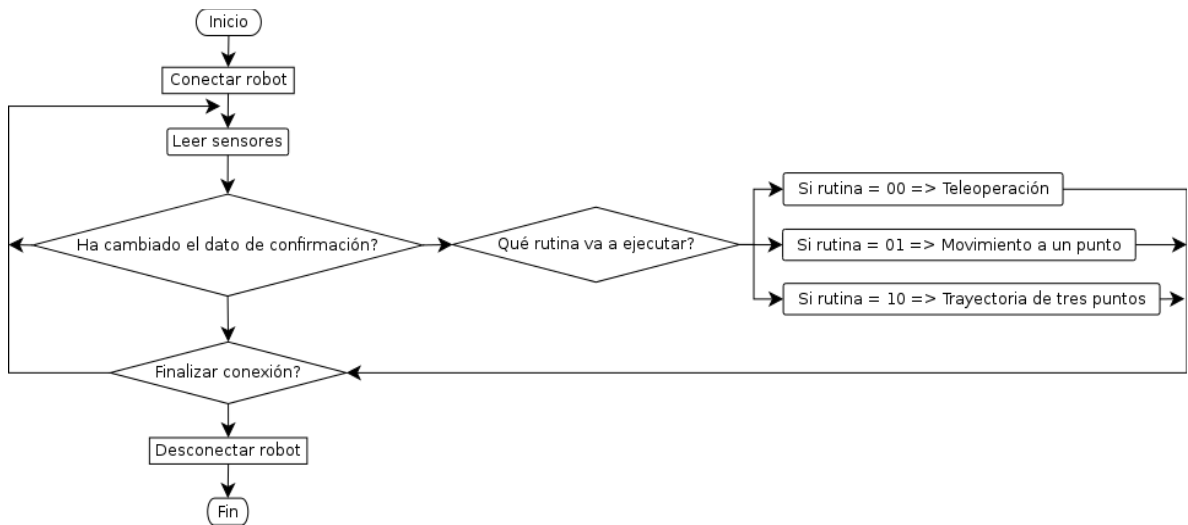 Inicio
Conectar robot
Leer sensores
Ha cambiado el dato de confirmación?
Qué rutina va a ejecutar?
Si rutina = 00 => Teleoperación
Si rutina = 01 => Movimiento a un punto
Si rutina = 10 => Trayectoria de tres puntos
Finalizar conexión?
Desconectar robot
Fin